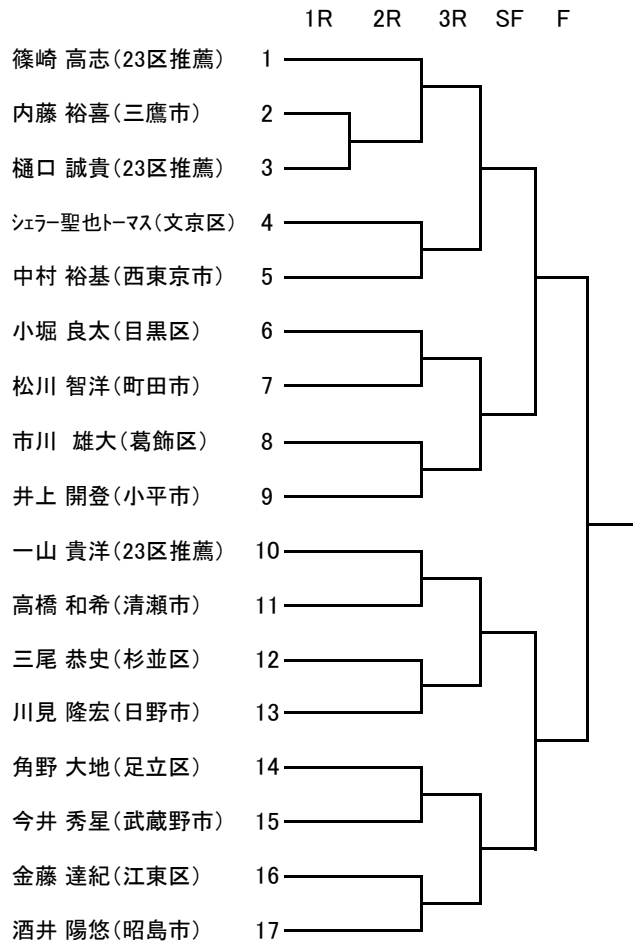 1R 2R 3R SF F
篠崎 高志(23区推薦) 1
内藤 裕喜(三鷹市) 2
樋口 誠貴(23区推薦) 3
シェラー聖也トーマス(文京区) 4
中村 裕基(西東京市) 5
小堀 良太(目黒区) 6
松川 智洋(町田市) 7
市川 雄大(葛飾区) 8
井上 開登(小平市) 9
一山 貴洋(23区推薦) 10
高橋 和希(清瀬市) 11
三尾 恭史(杉並区) 12
川見 隆宏(日野市) 13
角野 大地(足立区) 14
今井 秀星(武蔵野市) 15
金藤 達紀(江東区) 16
酒井 陽悠(昭島市) 17